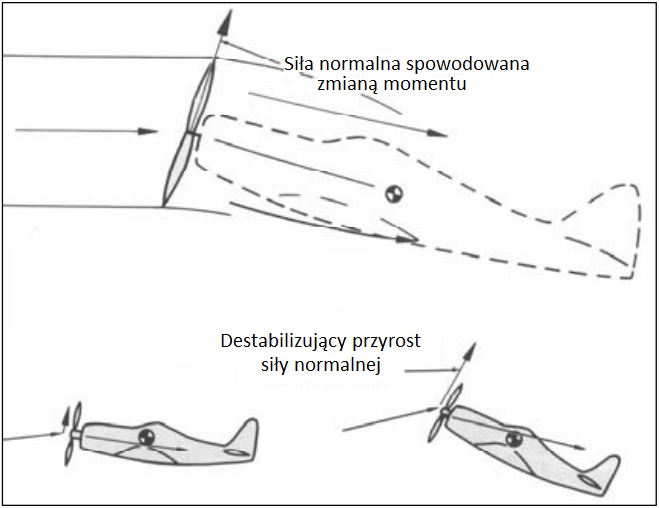 Siła normalna spowodowana
zmianą momentu
Destabilizujący przyrost
siły normalnej